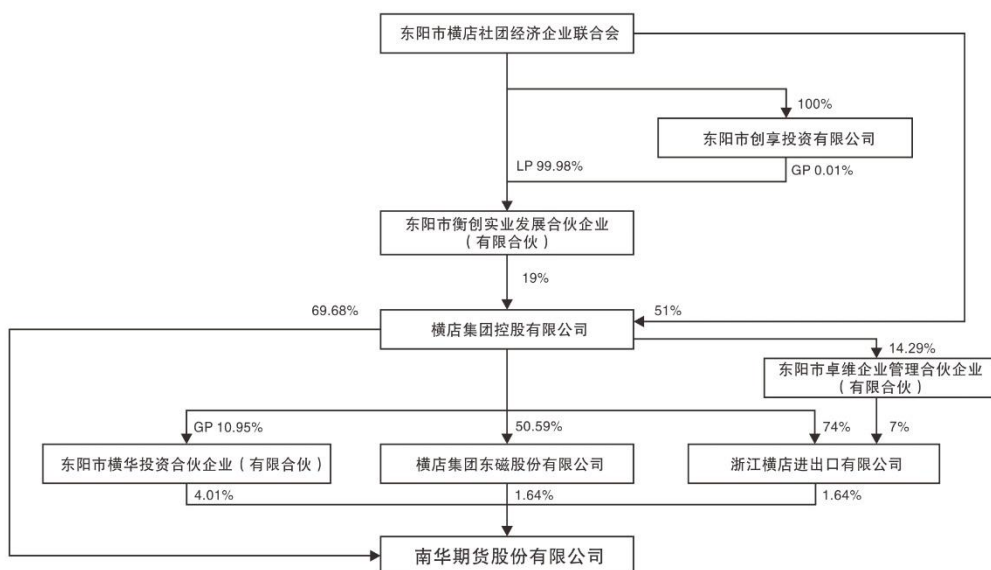 东阳市横店社团经济企业联合会
100%
东阳市创享投资有限公司
LP 99.98%
GP 0.01%
东阳市衡创实业发展合伙企业
（有限合伙）
19%
69.68%
横店集团控股有限公司
51%
14.29%
东阳市卓维企业管理合伙企业
（有限合伙）
GP 10.95%
50.59%
74%
7%
东阳市横华投资合伙企业（有限合伙）
横店集团东磁股份有限公司
浙江横店进出口有限公司
4.01%
1.64%
1.64%
南华期货股份有限公司